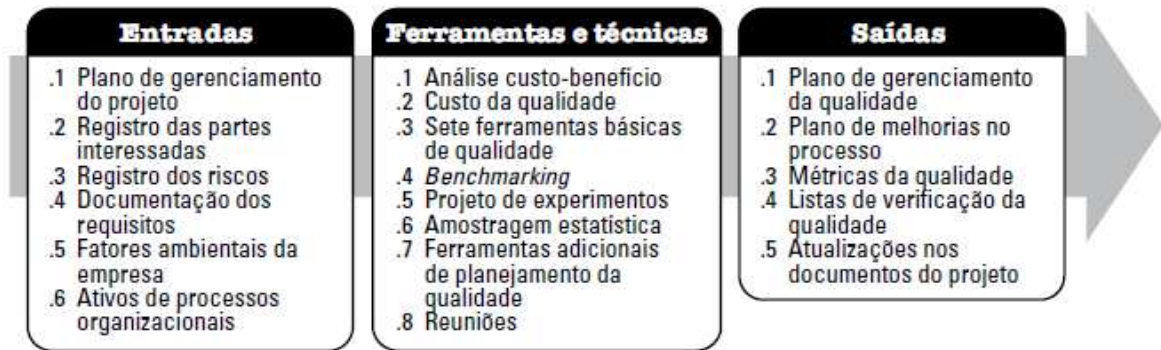 Entradas
.1 Plano de gerenciamento
do projeto
.2 Registro das partes
interessadas
.3 Registro dos riscos
.4 Documentação dos
requisitos
.5 Fatores ambientais da
empresa
.6 Ativos de processos
organizacionais
Ferramentas e técnicas
.1 Análise custo-benefício
.2 Custo da qualidade
.3 Sete ferramentas básicas
de qualidade
.4 Benchmarking
.5 Projeto de experimentos
.6 Amostragem estatística
.7 Ferramentas adicionais
de planejamento da
qualidade
.8 Reuniões
Saídas
.1 Plano de gerenciamento
da qualidade
.2 Plano de melhorias no
processo
.3 Métricas da qualidade
.4 Listas de verificação da
qualidade
.5 Atualizações nos
documentos do projeto